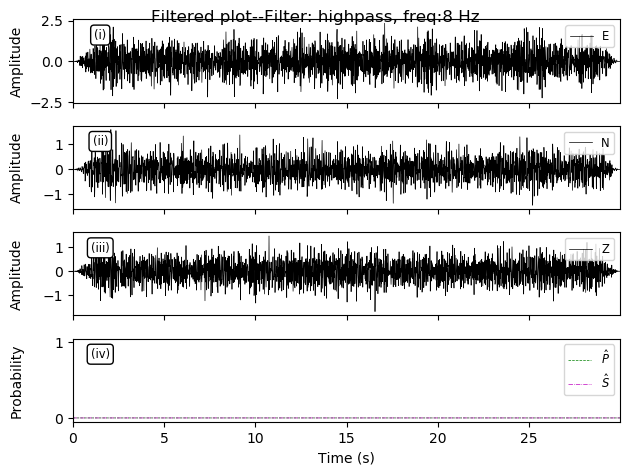 Filtered plot--Filter: highpass, freq:8 Hz
Amplitude
2.5
0.0
−2.5
(i)
E
Amplitude
1
0
−1
(ii)
N
Amplitude
1
0
−1
(iii)
Z
Probability
1
0
(iv)
P̂
Ŝ
0 5 10 15 20 25
Time (s)